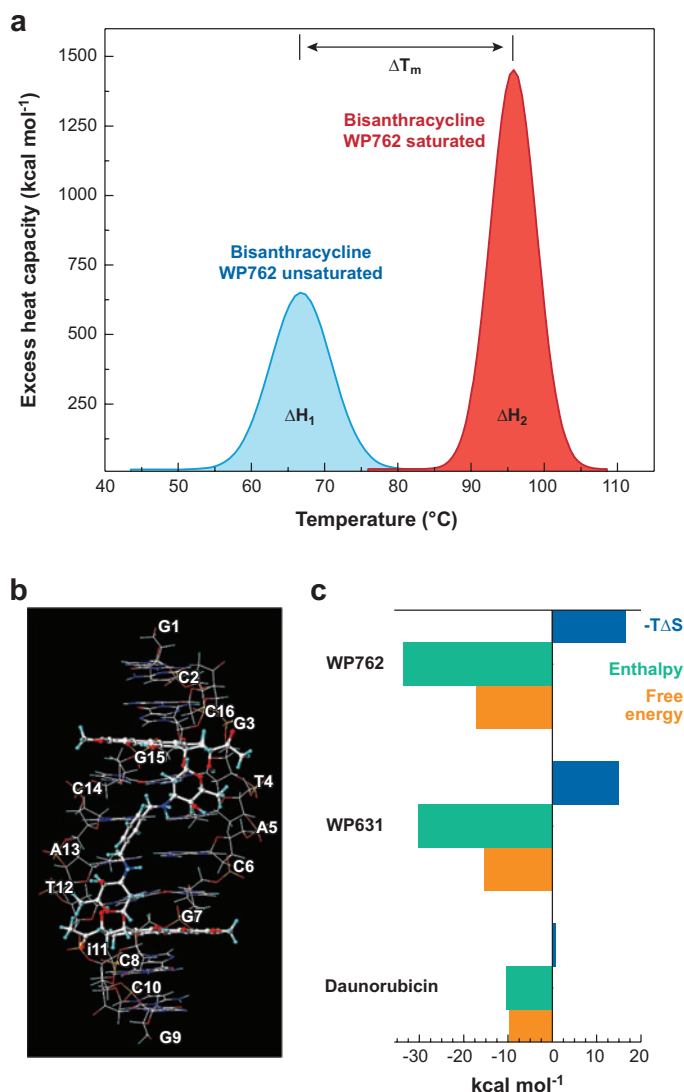 a
1500
1250
1000
750
500
250
Excess heat capacity (kcal mol-1)
ΔTm
Bisanthracycline
WP762 saturated
Bisanthracycline
WP762 unsaturated
ΔH1
ΔH2
40 50 60 70 80 90 100 110
Temperature (°C)
b
G1
C2
C16
G3
G15
T4
C14
A5
A13
C6
T12
G7
i11
C8
C10
G9
c
-TΔS
WP762
Enthalpy
Free
energy
WP631
Daunorubicin
-30 -20 -10 0 10 20
kcal mol-1